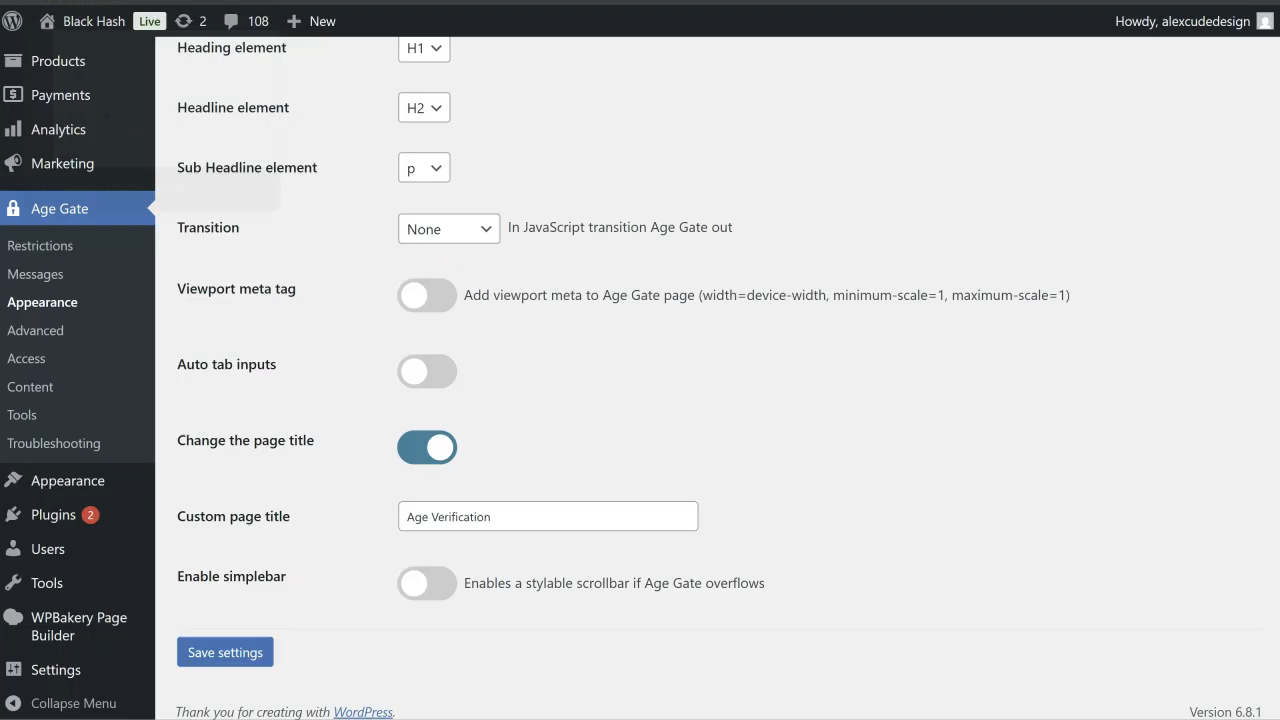 Black Hash Live 2 108 New Howdy, alexcudedesign
Products
Payments
Analytics
Marketing
Age Gate
Restrictions
Messages
Appearance
Advanced
Access
Content
Tools
Troubleshooting
Appearance
Plugins 2
Users
Tools
WPBakery Page
Builder
Settings
Collapse Menu
Heading element H1
Headline element H2
Sub Headline element p
Transition None In JavaScript transition Age Gate out
Viewport meta tag Add viewport meta to Age Gate page (width=device-width, minimum-scale=1, maximum-scale=1)
Auto tab inputs
Change the page title
Custom page title Age Verification
Enable simplebar Enables a stylable scrollbar if Age Gate overflows
Save settings
Thank you for creating with WordPress. Version 6.8.1